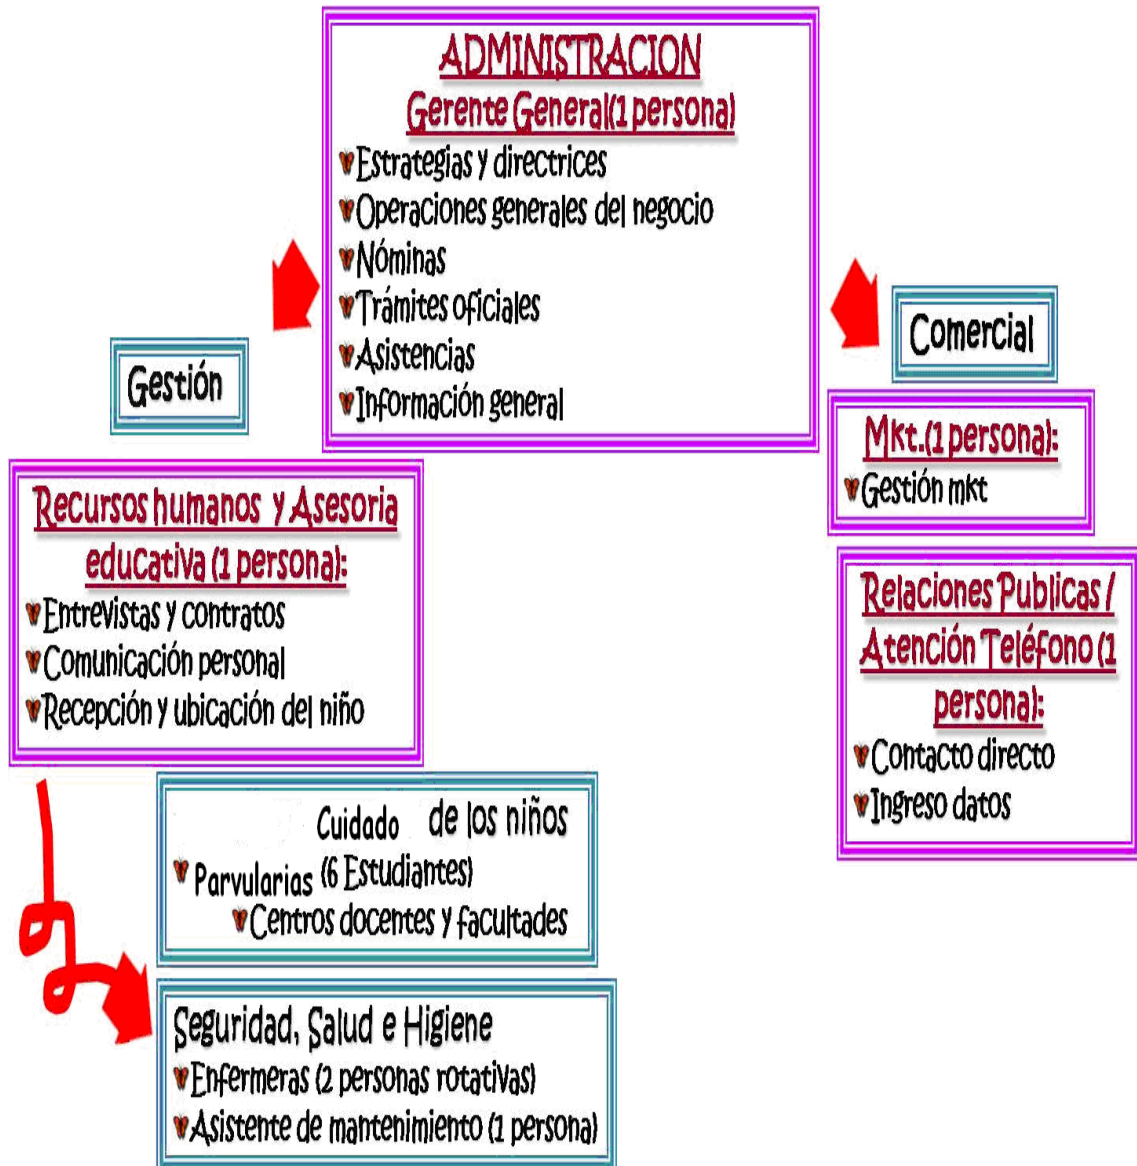 ADMINISTRACION
Gerente General(1 persona)
Estrategias y directrices
Operaciones generales del negocio
Nóminas
Trámites oficiales
Asistencias
Información general
Gestión
Comercial
Recursos humanos y Asesoria
educativa (1 persona):
Entrevistas y contratos
Comunicación personal
Recepción y ubicación del niño
Mkt.(1 persona):
Gestión mkt
Relaciones Publicas /
Atención Teléfono (1
persona):
Contacto directo
Ingreso datos
Cuidado de los niños
Parvularias (6 Estudiantes)
Centros docentes y facultades
Seguridad, Salud e Higiene
Enfermeras (2 personas rotativas)
Asistente de mantenimiento (1 persona)